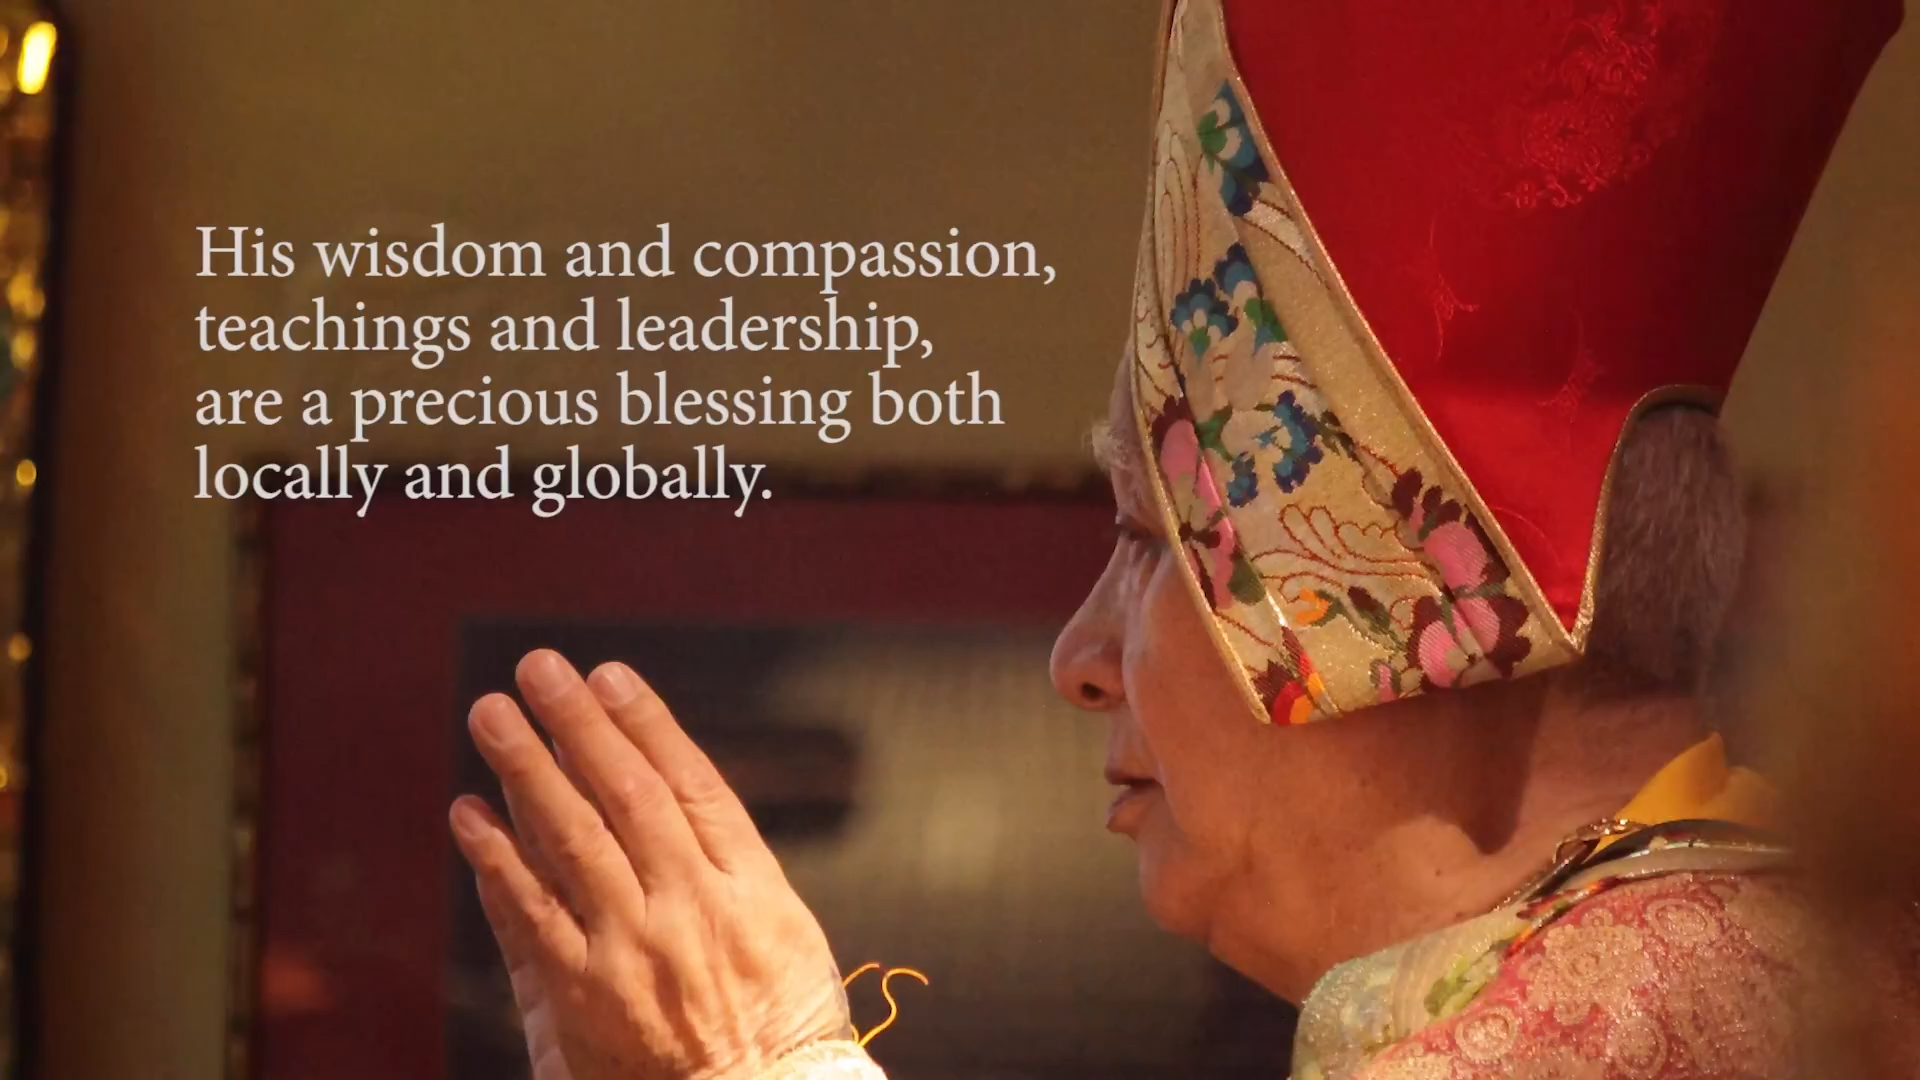 His wisdom and compassion,
teachings and leadership,
are a precious blessing both
locally and globally.